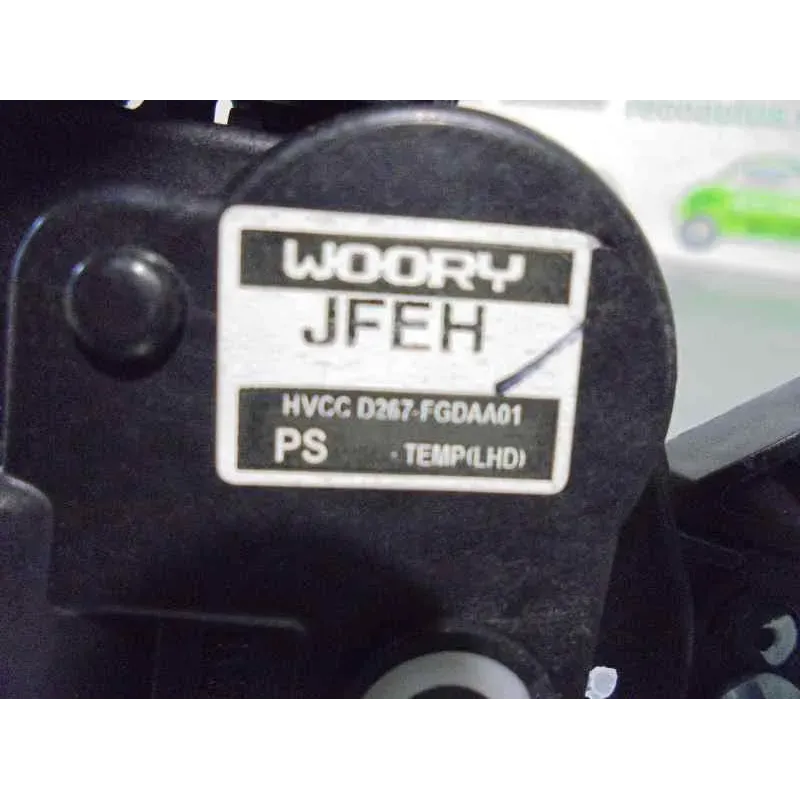 WOORY
JFEH
HVCC D267-FGDAA01
PS - TEMP(LHD)